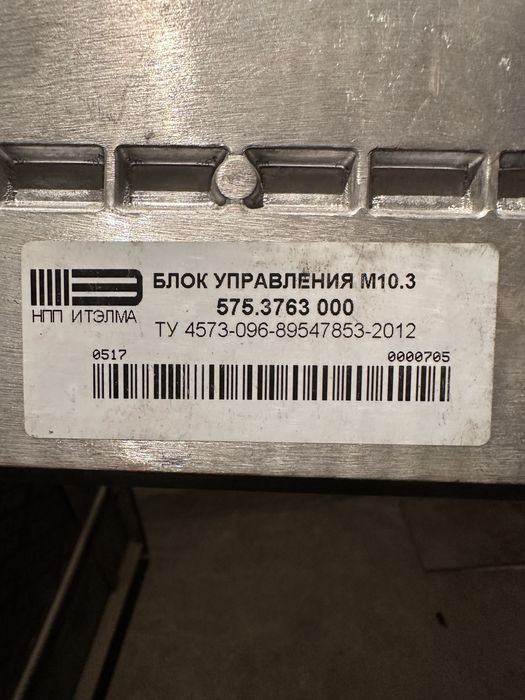 БЛОК УПРАВЛЕНИЯ М10.3
575.3763 000
НПП ИТЭЛМА
ТУ 4573-096-89547853-2012
0517 0000705